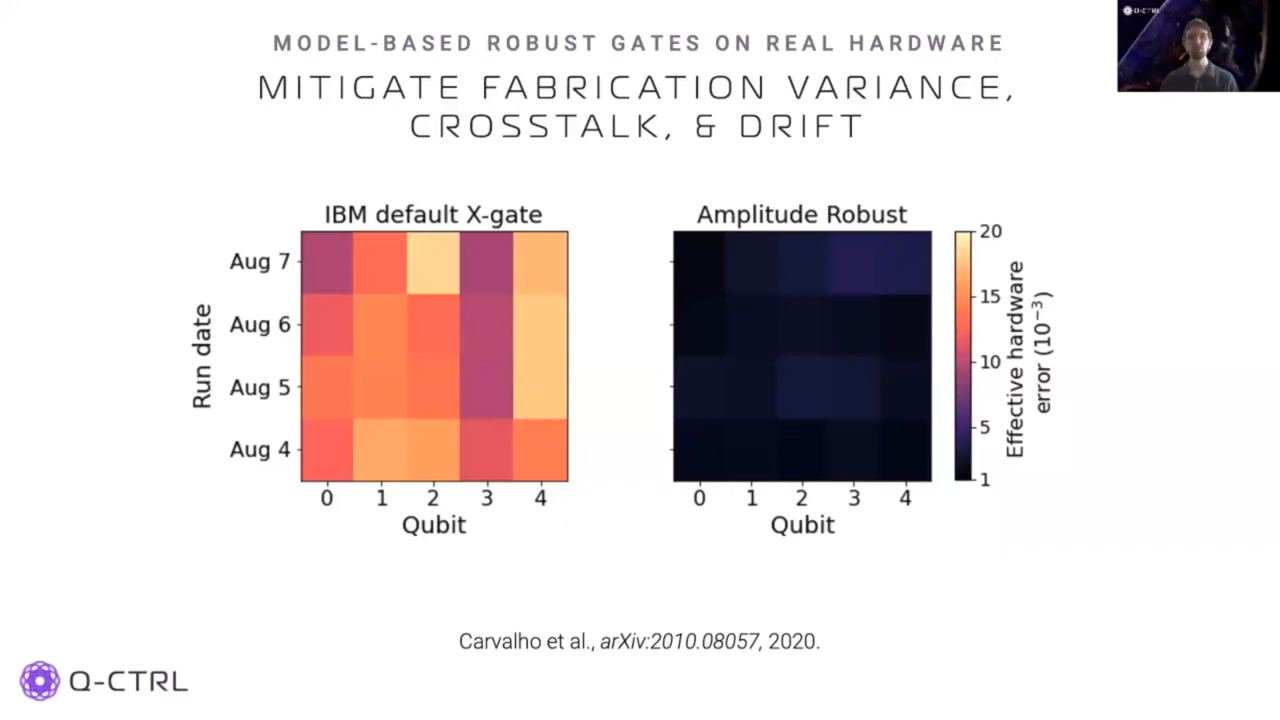 MODEL-BASED ROBUST GATES ON REAL HARDWARE
MITIGATE FABRICATION VARIANCE,
CROSSTALK, & DRIFT
Q-CTRL
IBM default X-gate
Run date
Aug 7
Aug 6
Aug 5
Aug 4
0 1 2 3 4
Qubit
Amplitude Robust
0 1 2 3 4
Qubit
20
15
10
5
1
Effective hardware
error (10⁻³)
Carvalho et al., arXiv:2010.08057, 2020.
Q-CTRL